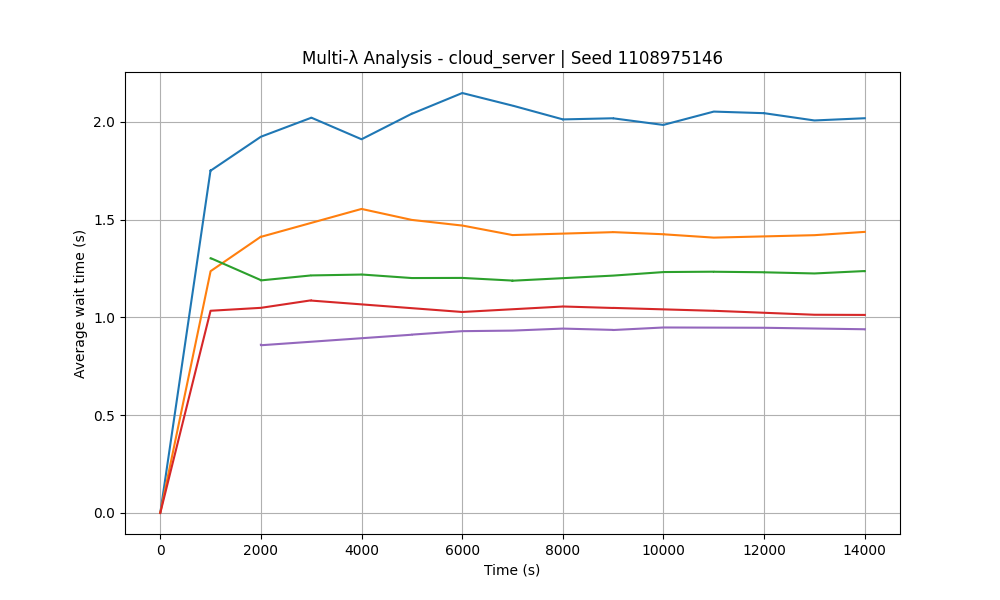 Multi-λ Analysis - cloud_server | Seed 1108975146
Average wait time (s)
2.0
1.5
1.0
0.5
0.0
0 2000 4000 6000 8000 10000 12000 14000
Time (s)